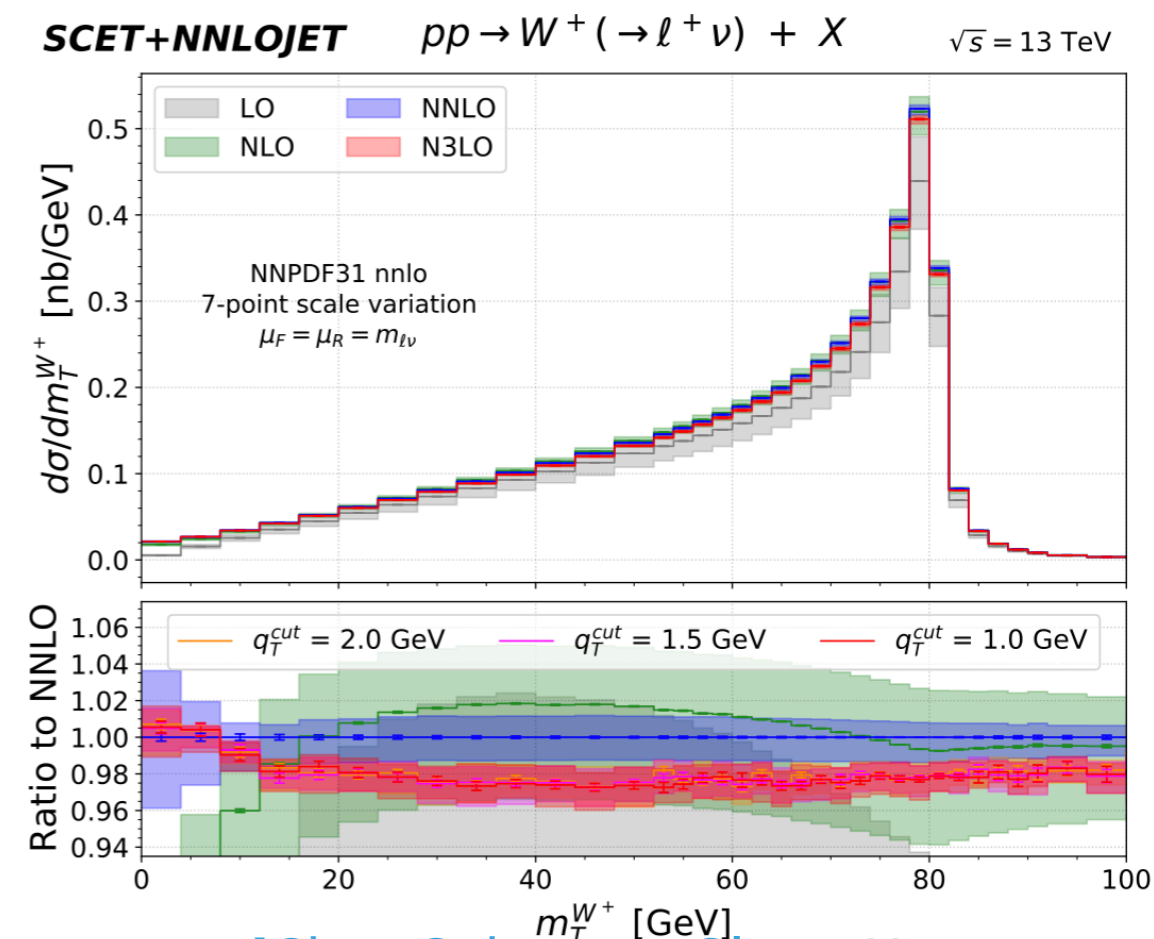 SCET+NNLOJET pp → W⁺(→ℓ⁺ν) + X √s = 13 TeV
LO NNLO
NLO N3LO
NNPDF31 nnlo
7-point scale variation
μ_F = μ_R = m_ℓν
dσ/dm_T^{W⁺} [nb/GeV]
0.5
0.4
0.3
0.2
0.1
0.0
q_T^{cut} = 2.0 GeV q_T^{cut} = 1.5 GeV q_T^{cut} = 1.0 GeV
Ratio to NNLO
1.06
1.04
1.02
1.00
0.98
0.96
0.94
0 20 40 60 80 100
m_T^{W⁺} [GeV]